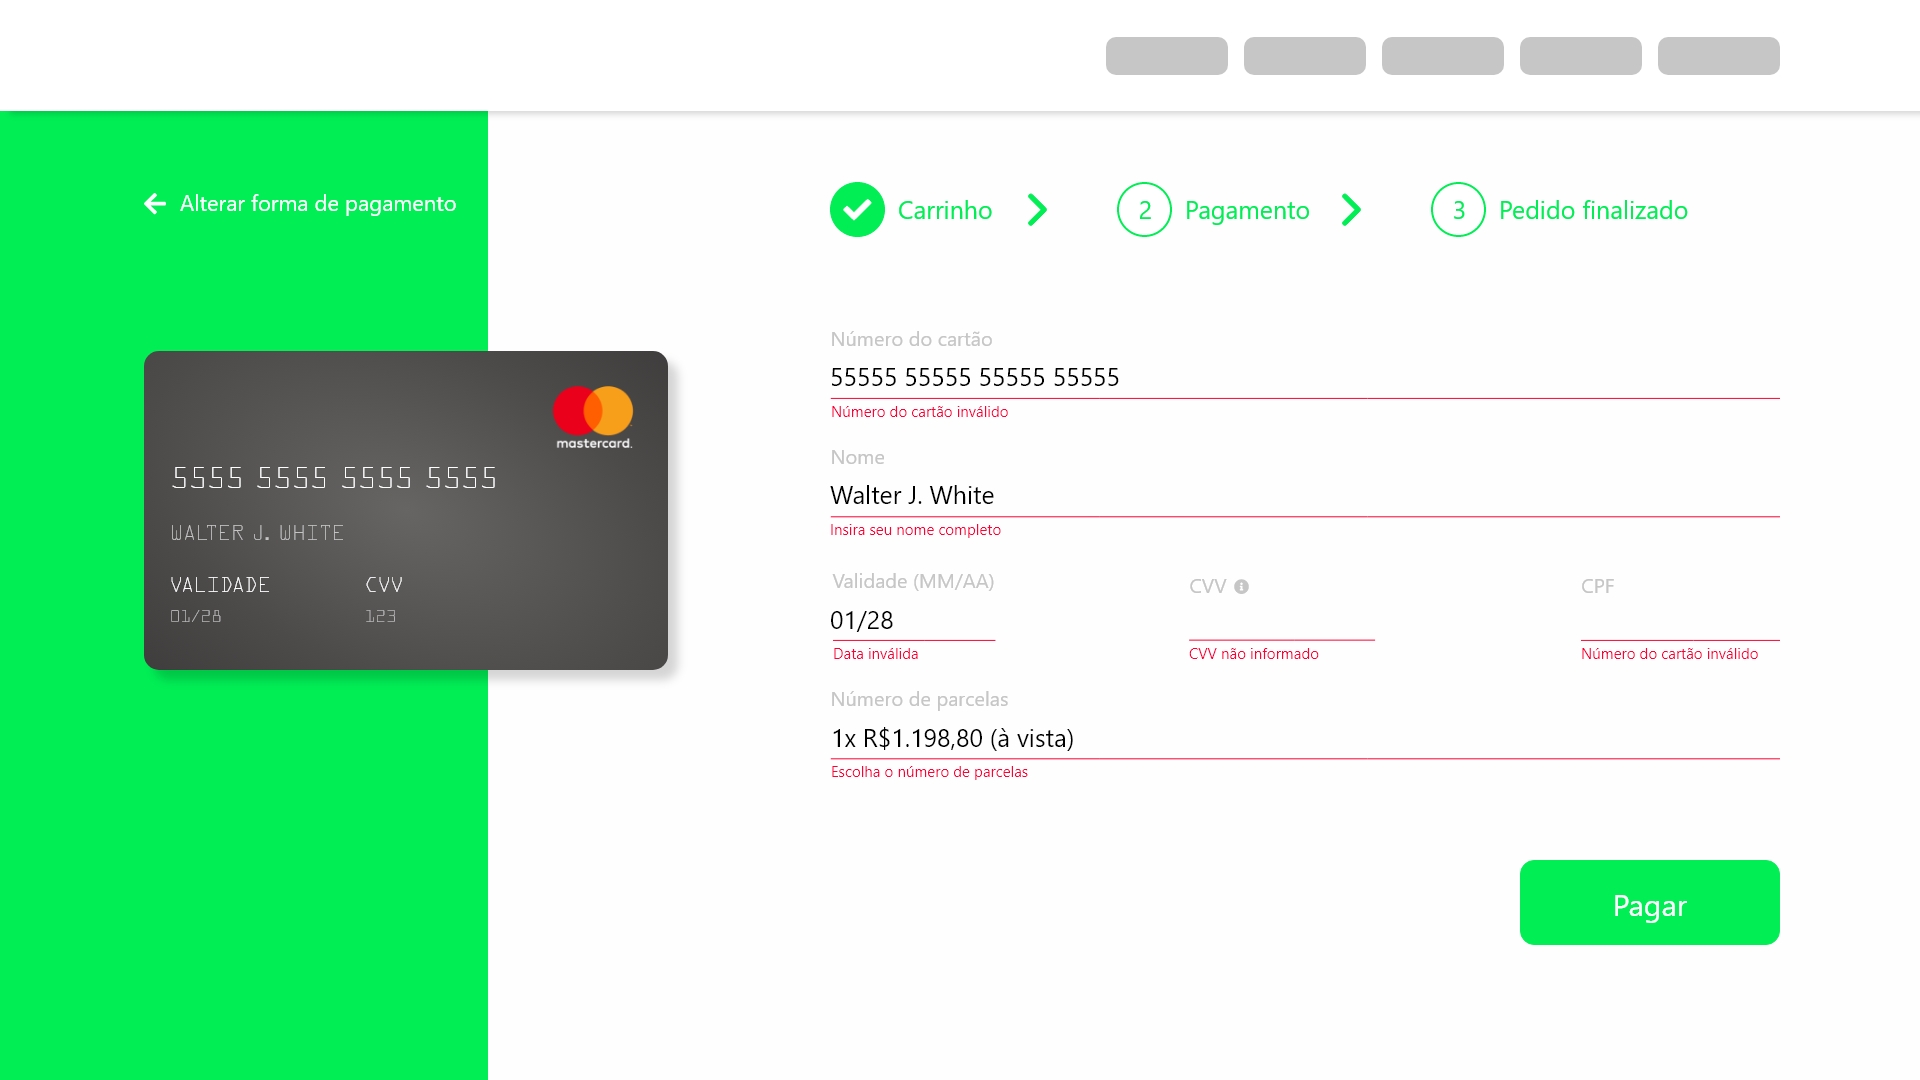 Alterar forma de pagamento
Carrinho
2 Pagamento
3 Pedido finalizado
mastercard.
5555 5555 5555 5555
WALTER J. WHITE
VALIDADE CVV
01/28 123
Número do cartão
55555 55555 55555 55555
Número do cartão inválido
Nome
Walter J. White
Insira seu nome completo
Validade (MM/AA) CVV CPF
01/28
Data inválida CVV não informado Número do cartão inválido
Número de parcelas
1x R$1.198,80 (à vista)
Escolha o número de parcelas
Pagar